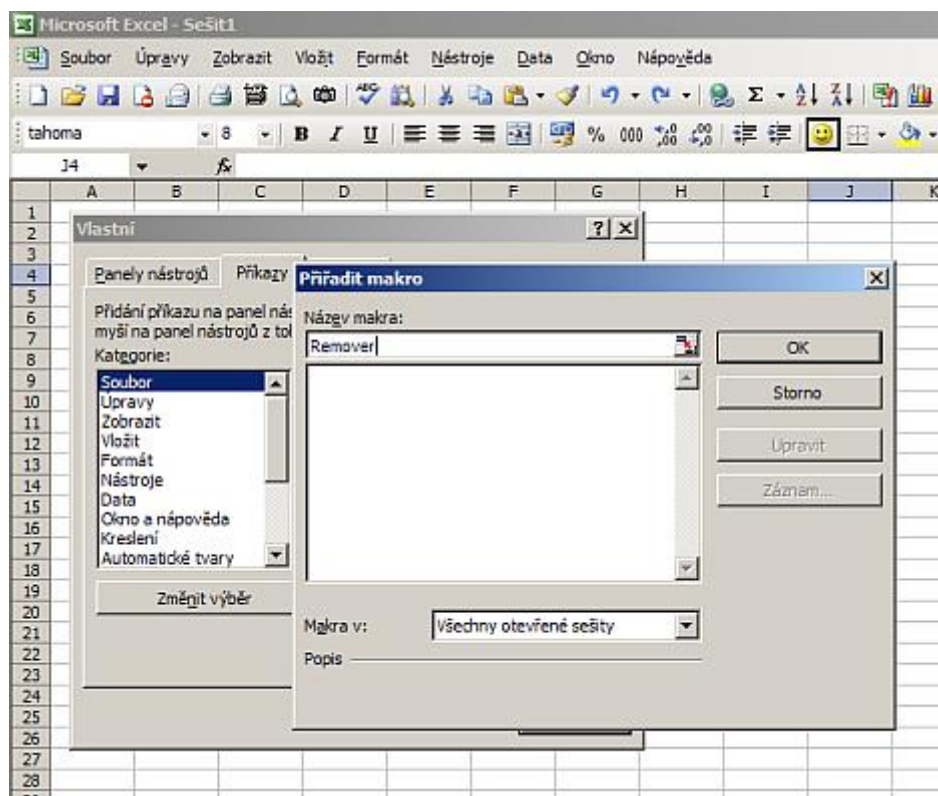 Microsoft Excel - Sešit1
Soubor Úpravy Zobrazit Vložit Formát Nástroje Data Okno Nápověda
tahoma 8 B I U % 000
J4 fx
A B C D E F G H I J K
1
2
3
4
5
6
7
8
9
10
11
12
13
14
15
16
17
18
19
20
21
22
23
24
25
26
27
28
Vlastní
Panely nástrojů Příkazy
Přidání příkazu na panel nás
myší na panel nástrojů z tol
Kategorie:
Soubor
Úpravy
Zobrazit
Vložit
Formát
Nástroje
Data
Okno a nápověda
Kreslení
Automatické tvary
Změnit výběr
Přiřadit makro
Název makra:
Remover
OK
Storno
Upravit
Záznam...
Makra v: Všechny otevřené sešity
Popis